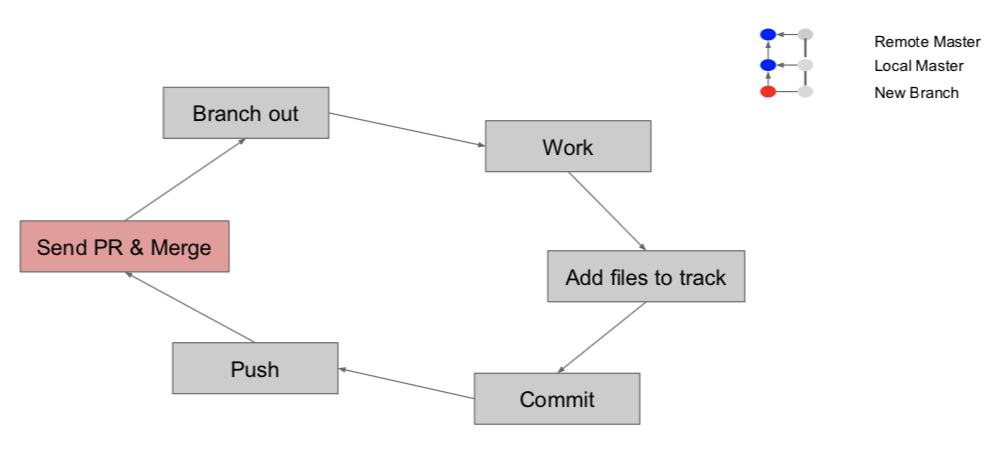 Remote Master
Local Master
New Branch
Branch out
Work
Send PR & Merge
Add files to track
Push
Commit